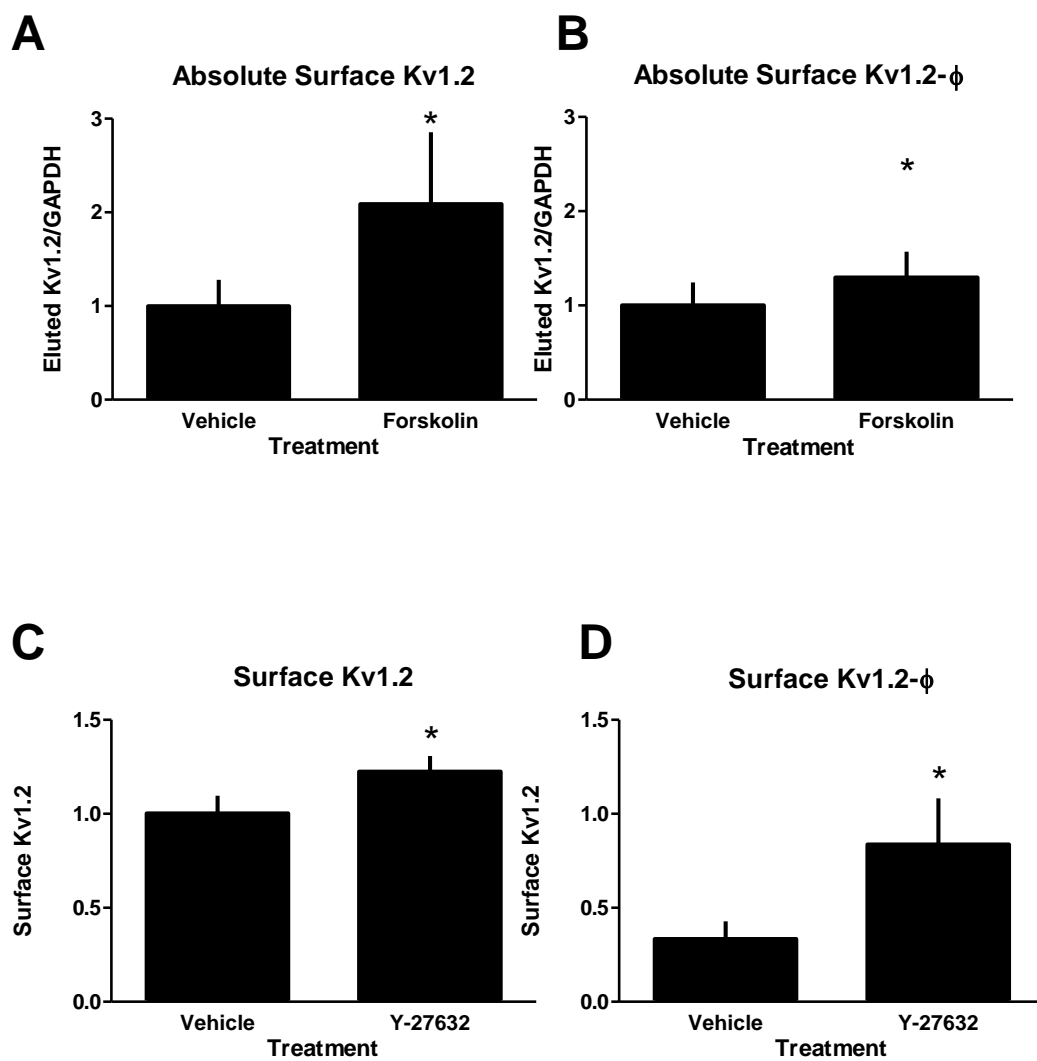 A
Absolute Surface Kv1.2
Eluted Kv1.2/GAPDH
3
2
1
0
*
Vehicle
Forskolin
Treatment
B
Absolute Surface Kv1.2-ϕ
Eluted Kv1.2/GAPDH
3
2
1
0
*
Vehicle
Forskolin
Treatment
C
Surface Kv1.2
Surface Kv1.2
1.5
1.0
0.5
0.0
*
Vehicle
Y-27632
Treatment
D
Surface Kv1.2-ϕ
Surface Kv1.2
1.5
1.0
0.5
0.0
*
Vehicle
Y-27632
Treatment